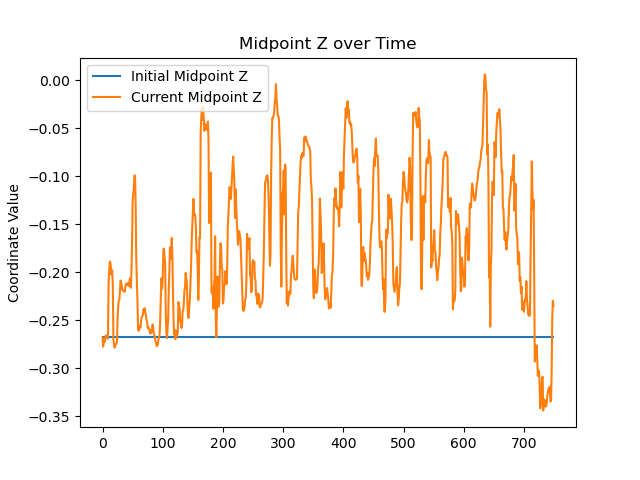 Midpoint Z over Time
Initial Midpoint Z
Current Midpoint Z
Coordinate Value
0.00
−0.05
−0.10
−0.15
−0.20
−0.25
−0.30
−0.35
0 100 200 300 400 500 600 700